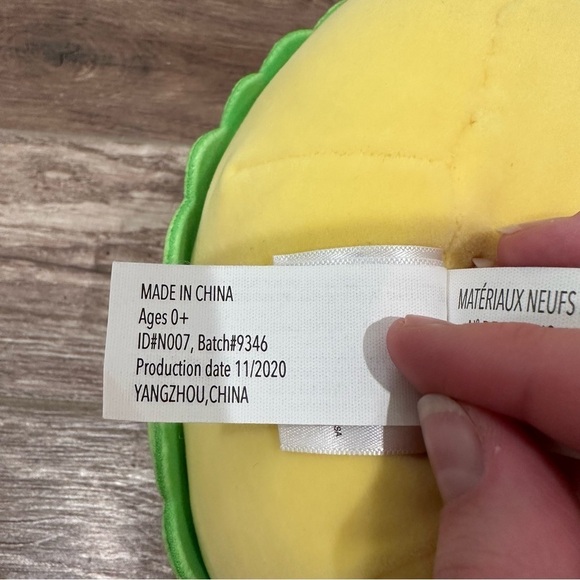 MADE IN CHINA
Ages 0+
ID#N007, Batch#9346
Production date 11/2020
YANGZHOU,CHINA
MATÉRIAUX NEUFS